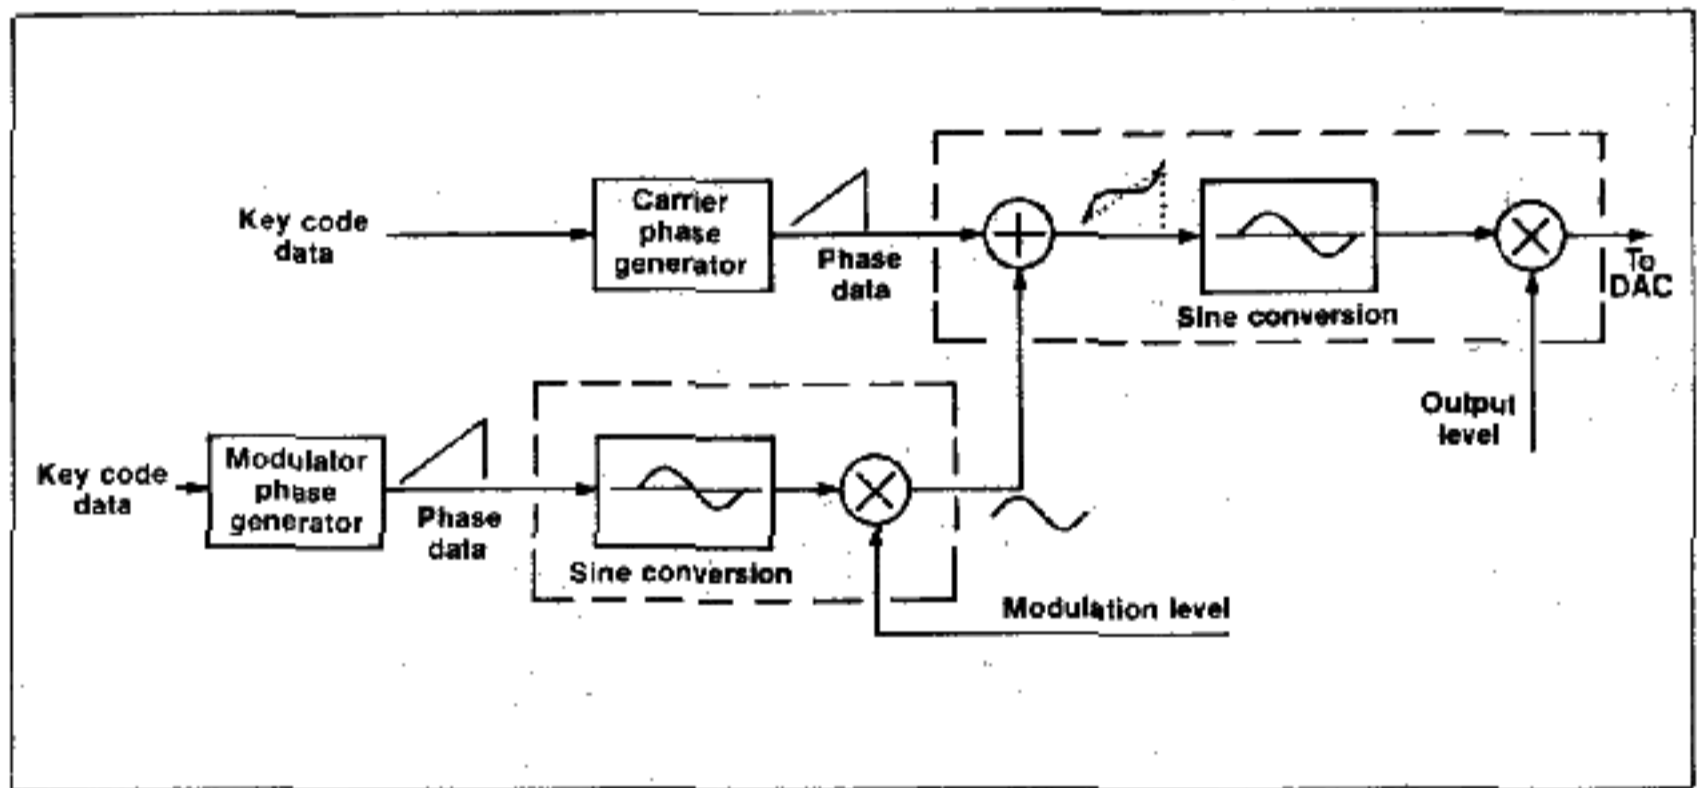 Key code
data
Carrier
phase
generator
Phase
data
Sine conversion
To
DAC
Output
level
Key code
data
Modulator
phase
generator
Phase
data
Sine conversion
Modulation level